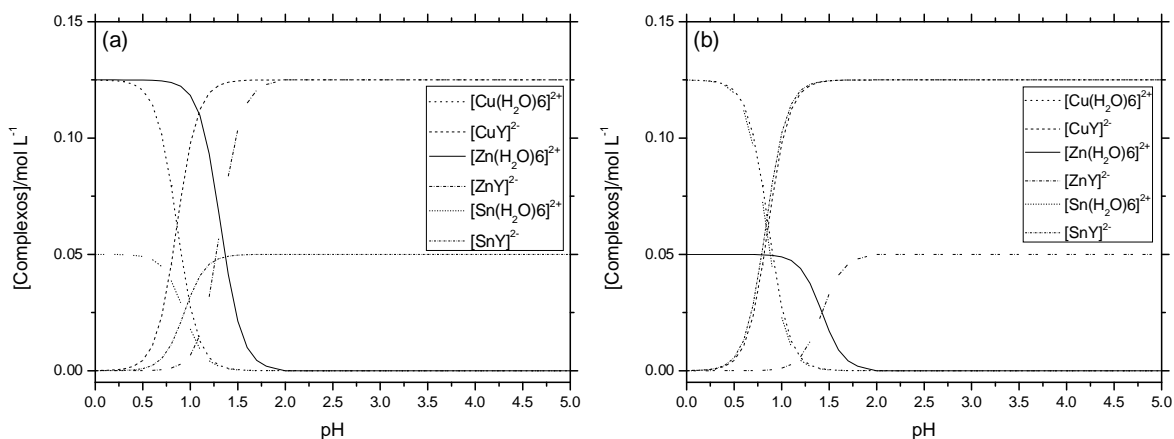 (a)
0.15
0.10
0.05
0.00
[Complexos]/mol L⁻¹
[Cu(H₂O)6]²⁺
[CuY]²⁻
[Zn(H₂O)6]²⁺
[ZnY]²⁻
[Sn(H₂O)6]²⁺
[SnY]²⁻
0.0 0.5 1.0 1.5 2.0 2.5 3.0 3.5 4.0 4.5 5.0
pH
(b)
0.15
0.10
0.05
0.00
[Complexos]/mol L⁻¹
[Cu(H₂O)6]²⁺
[CuY]²⁻
[Zn(H₂O)6]²⁺
[ZnY]²⁻
[Sn(H₂O)6]²⁺
[SnY]²⁻
0.0 0.5 1.0 1.5 2.0 2.5 3.0 3.5 4.0 4.5 5.0
pH